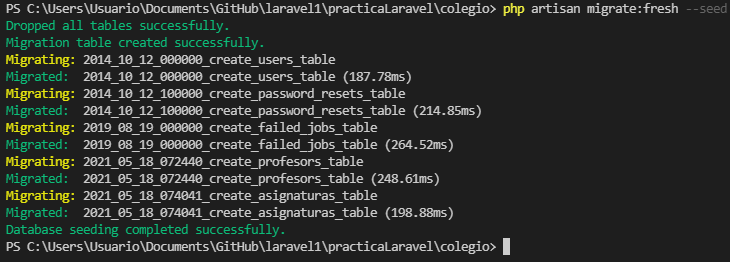 PS C:\Users\Usuario\Documents\GitHub\laravel1\practicaLaravel\colegio> php artisan migrate:fresh --seed
Dropped all tables successfully.
Migration table created successfully.
Migrating: 2014_10_12_000000_create_users_table
Migrated:  2014_10_12_000000_create_users_table (187.78ms)
Migrating: 2014_10_12_100000_create_password_resets_table
Migrated:  2014_10_12_100000_create_password_resets_table (214.85ms)
Migrating: 2019_08_19_000000_create_failed_jobs_table
Migrated:  2019_08_19_000000_create_failed_jobs_table (264.52ms)
Migrating: 2021_05_18_072440_create_profesors_table
Migrated:  2021_05_18_072440_create_profesors_table (248.61ms)
Migrating: 2021_05_18_074041_create_asignaturas_table
Migrated:  2021_05_18_074041_create_asignaturas_table (198.88ms)
Database seeding completed successfully.
PS C:\Users\Usuario\Documents\GitHub\laravel1\practicaLaravel\colegio>